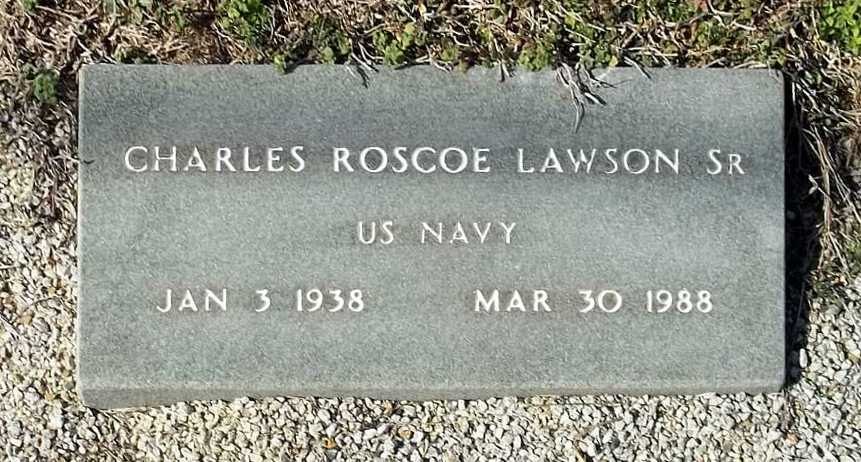 CHARLES ROSCOE LAWSON SR
US NAVY
JAN 3 1938 MAR 30 1988